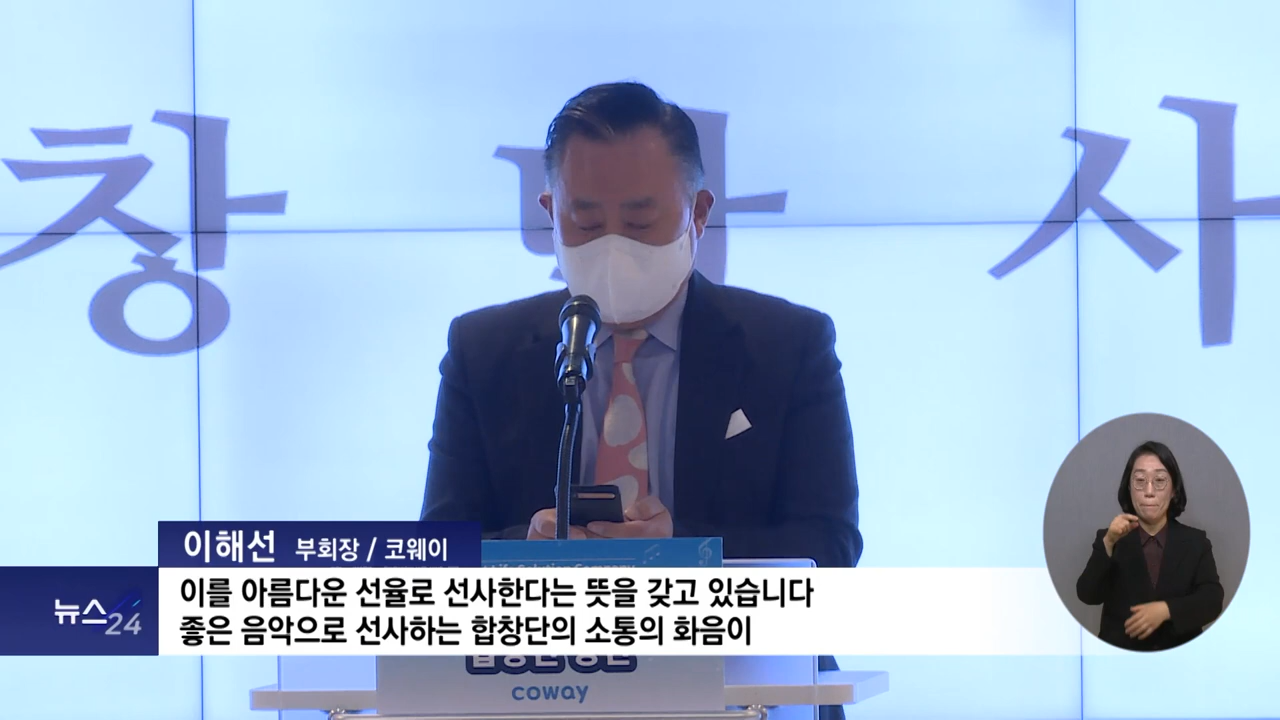 창 사
이해선 부회장 / 코웨이
Life Solution Company
뉴스24
이를 아름다운 선율로 선사한다는 뜻을 갖고 있습니다
좋은 음악으로 선사하는 합창단의 소통의 화음이
coway